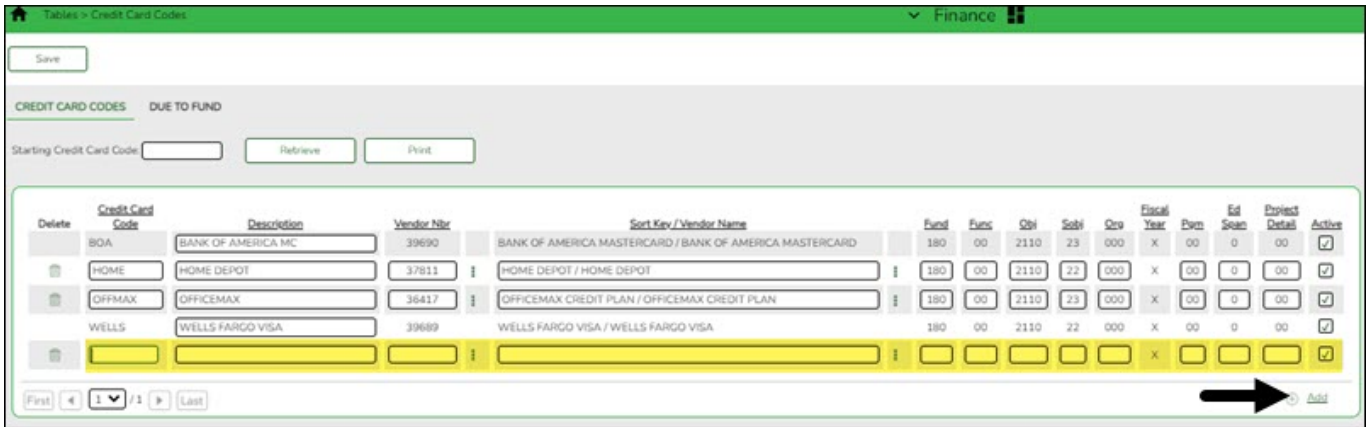 Tables > Credit Card Codes
Finance
Save
CREDIT CARD CODES DUE TO FUND
Starting Credit Card Code: Retrieve Print
Delete Credit Card Code Description Vendor Nbr Sort Key / Vendor Name Fund Func Obj Sobj Org Fiscal Year Pgm Ed Span Project Detail Active
BOA BANK OF AMERICA MC 39690 BANK OF AMERICA MASTERCARD / BANK OF AMERICA MASTERCARD 180 00 2110 23 000 X 00 0 00
HOME HOME DEPOT 37811 HOME DEPOT / HOME DEPOT 180 00 2110 22 000 X 00 0 00
OFFMAX OFFICEMAX 36417 OFFICEMAX CREDIT PLAN / OFFICEMAX CREDIT PLAN 180 00 2110 23 000 X 00 0 00
WELLS WELLS FARGO VISA 39689 WELLS FARGO VISA / WELLS FARGO VISA 180 00 2110 22 000 X 00 0 00
X
First 1 / 1 Last Add